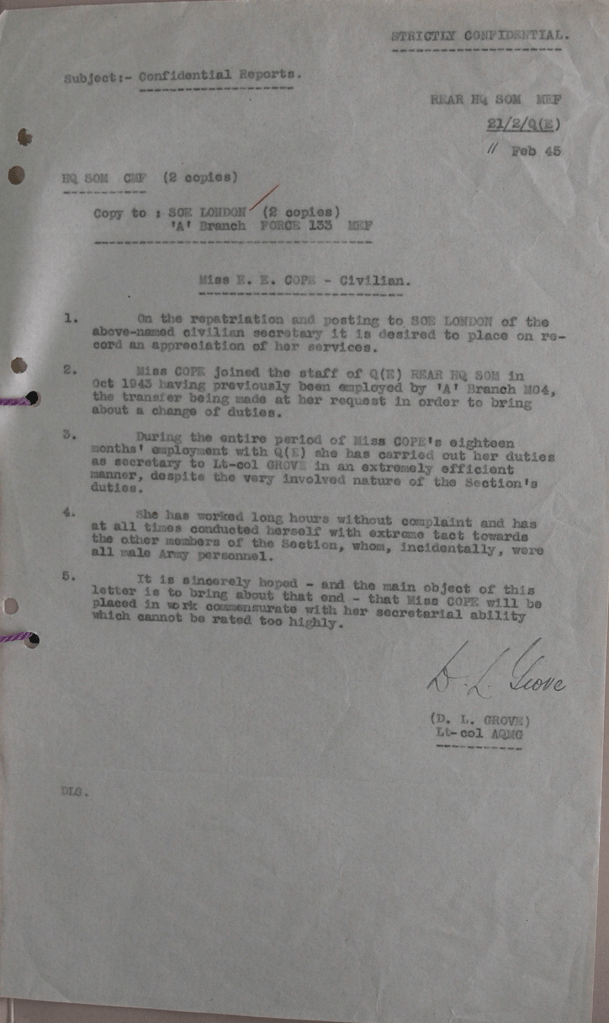 STRICTLY CONFIDENTIAL.
Subject:- Confidential Reports.
REAR HQ SOM MEF
21/2/Q(E)
11 Feb 45
HQ SOM CMF (2 copies)
Copy to : SOE LONDON (2 copies)
'A' Branch FORCE 133 MEF
Miss E. E. COPE - Civilian.
1. On the repatriation and posting to SOE LONDON of the
above-named civilian secretary it is desired to place on re-
cord an appreciation of her services.
2. Miss COPE joined the staff of Q(E) REAR HQ SOM in
Oct 1943 having previously been employed by 'A' Branch MO4,
the transfer being made at her request in order to bring
about a change of duties.
3. During the entire period of Miss COPE's eighteen
months' employment with Q(E) she has carried out her duties
as secretary to Lt-col GROVE in an extremely efficient
manner, despite the very involved nature of the Section's
duties.
4. She has worked long hours without complaint and has
at all times conducted herself with extreme tact towards
the other members of the Section, whom, incidentally, were
all male Army personnel.
5. It is sincerely hoped - and the main object of this
letter is to bring about that end - that Miss COPE will be
placed in work commensurate with her secretarial ability
which cannot be rated too highly.
D. L. Grove
(D. L. GROVE)
Lt-col AQMG
DLG.